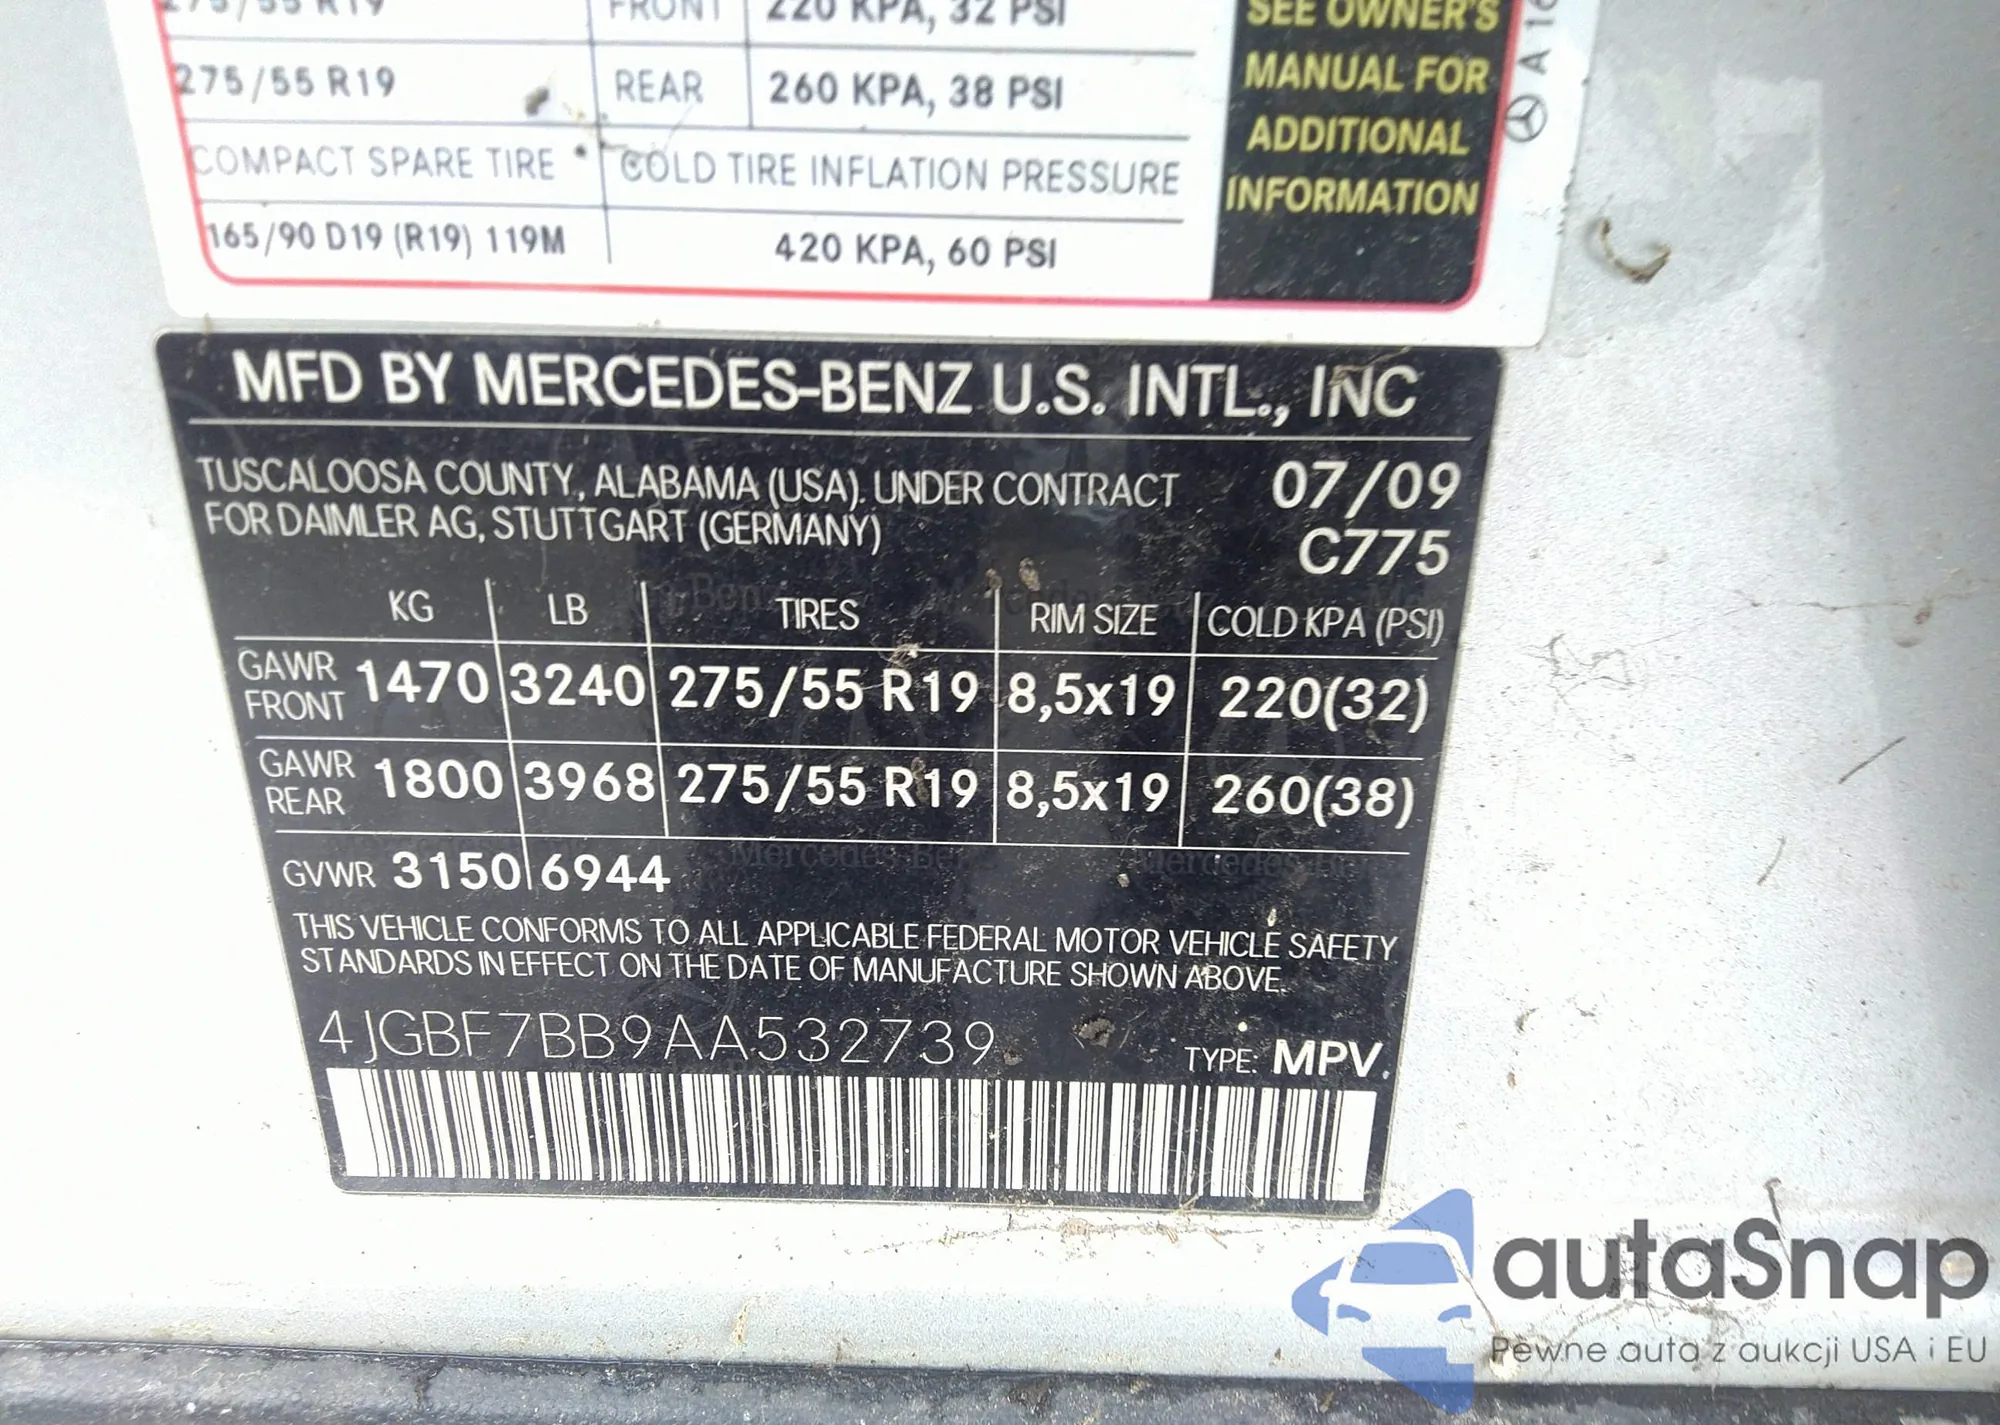 275/55 R19 FRONT 220 KPA, 32 PSI
275/55 R19 REAR 260 KPA, 38 PSI
COMPACT SPARE TIRE COLD TIRE INFLATION PRESSURE
165/90 D19 (R19) 119M 420 KPA, 60 PSI
SEE OWNER'S
MANUAL FOR
ADDITIONAL
INFORMATION
MFD BY MERCEDES-BENZ U.S. INTL., INC
TUSCALOOSA COUNTY, ALABAMA (USA). UNDER CONTRACT 07/09
FOR DAIMLER AG, STUTTGART (GERMANY) C775
KG LB TIRES RIM SIZE COLD KPA (PSI)
GAWR FRONT 1470 3240 275/55 R19 8,5x19 220(32)
GAWR REAR 1800 3968 275/55 R19 8,5x19 260(38)
GVWR 3150 6944
THIS VEHICLE CONFORMS TO ALL APPLICABLE FEDERAL MOTOR VEHICLE SAFETY
STANDARDS IN EFFECT ON THE DATE OF MANUFACTURE SHOWN ABOVE.
4JGBF7BB9AA532739 TYPE: MPV
autaSnap
Pewne auta z aukcji USA i EU